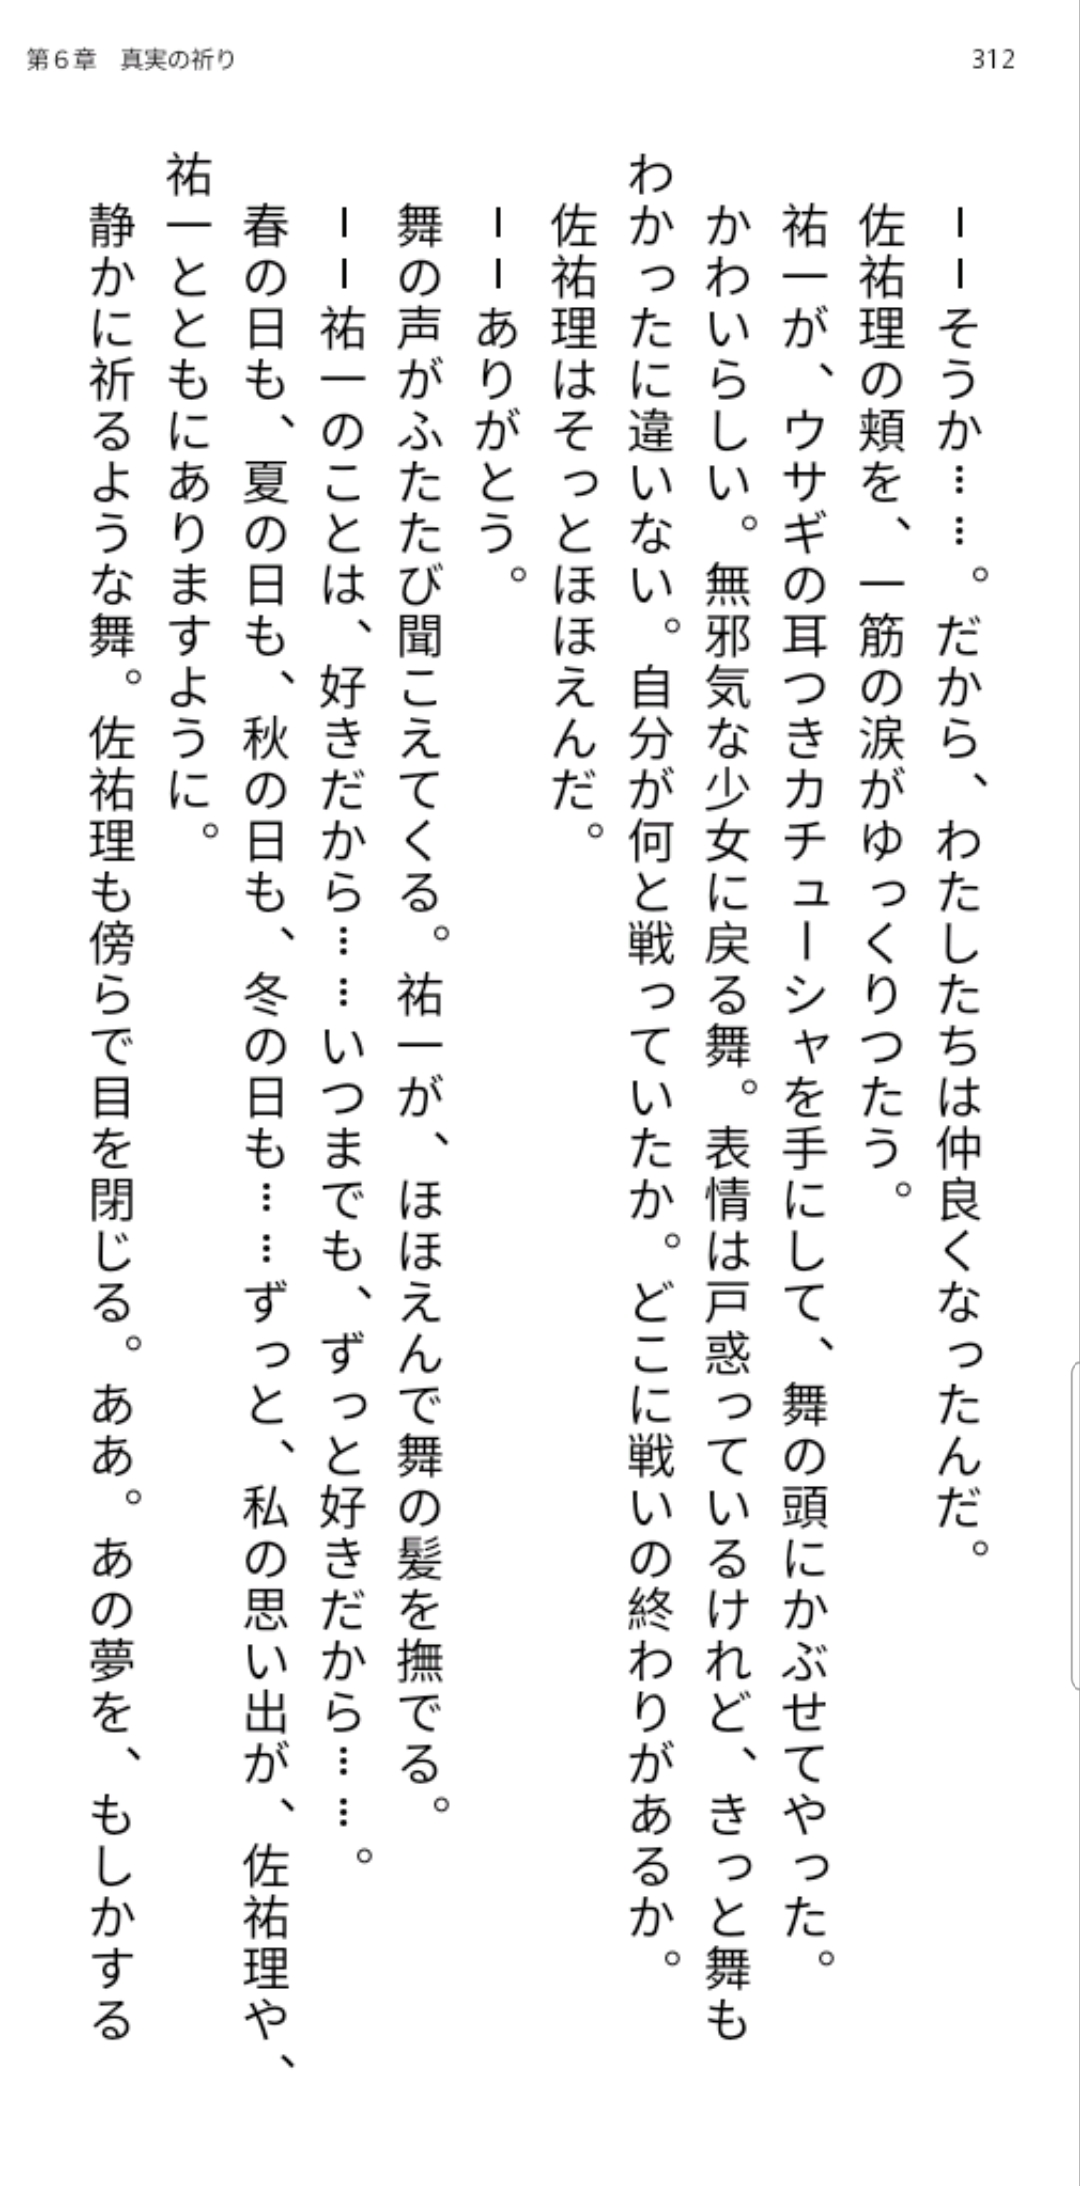 第６章　真実の祈り
312
　――そうか……。だから、わたしたちは仲良くなったんだ。
　佐祐理の頬を、一筋の涙がゆっくりつたう。
　祐一が、ウサギの耳つきカチューシャを手にして、舞の頭にかぶせてやった。
　かわいらしい。無邪気な少女に戻る舞。表情は戸惑っているけれど、きっと舞も
わかったに違いない。自分が何と戦っていたか。どこに戦いの終わりがあるか。
　佐祐理はそっとほほえんだ。
　――ありがとう。
　舞の声がふたたび聞こえてくる。祐一が、ほほえんで舞の髪を撫でる。
　――祐一のことは、好きだから……いつまでも、ずっと好きだから……。
　春の日も、夏の日も、秋の日も、冬の日も……ずっと、私の思い出が、佐祐理や、
祐一とともにありますように。
　静かに祈るような舞。佐祐理も傍らで目を閉じる。ああ。あの夢を、もしかする